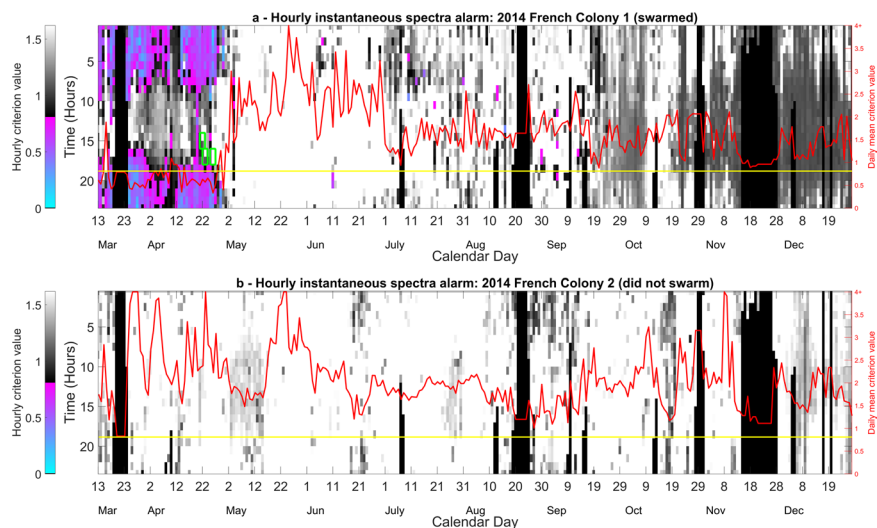 a - Hourly instantaneous spectra alarm: 2014 French Colony 1 (swarmed)
Hourly criterion value
1.5
1
0.5
0
Time (Hours)
5
10
15
20
4+
3.5
3
2.5
2
1.5
1
0.5
0
Daily mean criterion value
13 23 2 12 22 2 12 22 1 11 21 1 11 21 31 10 20 30 9 19 29 9 19 29 8 18 28 9 19
Mar Apr May Jun July Aug Sep Oct Nov Dec
Calendar Day
b - Hourly instantaneous spectra alarm: 2014 French Colony 2 (did not swarm)
Hourly criterion value
1.5
1
0.5
0
Time (Hours)
5
10
15
20
4+
3.5
3
2.5
2
1.5
1
0.5
0
Daily mean criterion value
13 23 2 12 22 2 12 22 1 11 21 1 11 21 31 10 20 30 9 19 29 9 19 29 8 18 28 9 19
Mar Apr May Jun July Aug Sep Oct Nov Dec
Calendar Day